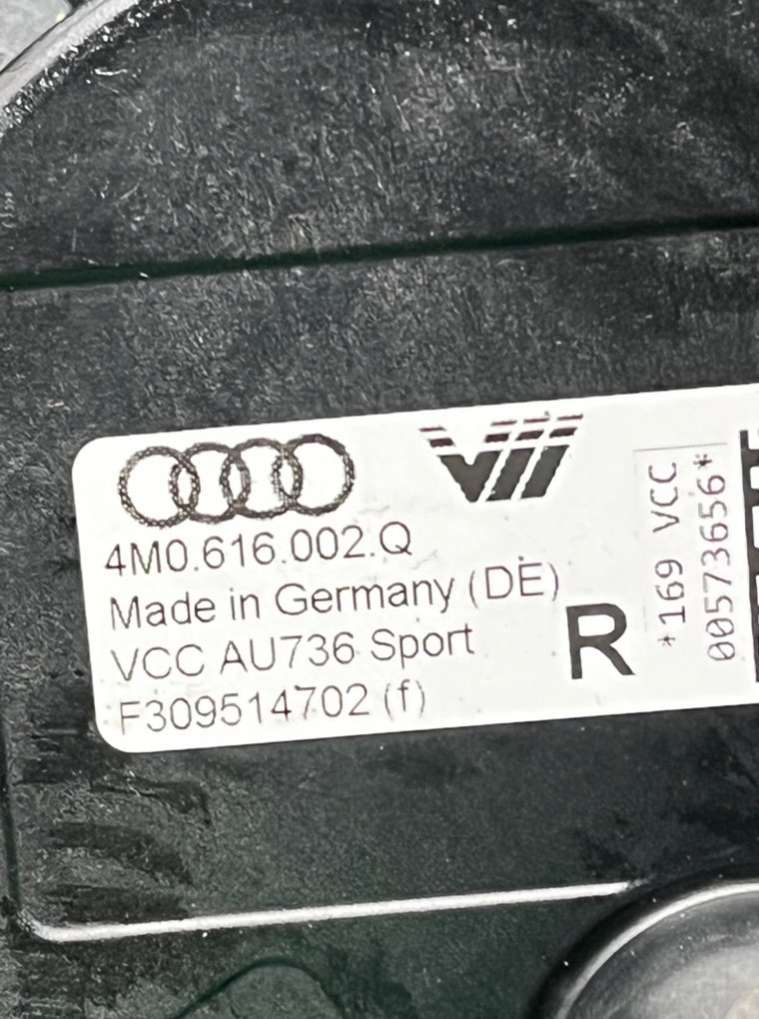 4M0.616.002.Q
Made in Germany (DE)
VCC AU736 Sport
F309514702 (f)
R
*169 VCC
00573656*